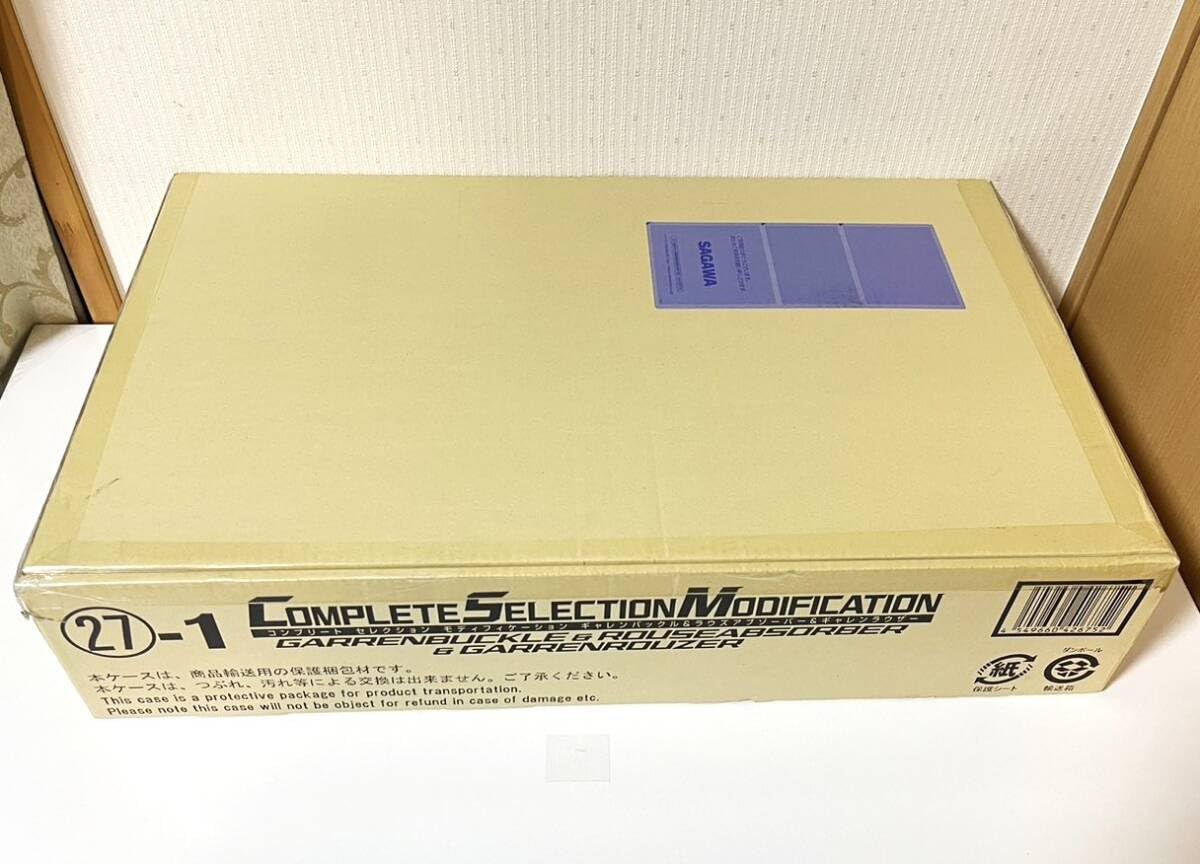 SAGAWA
27-1
COMPLETE SELECTION MODIFICATION
コンプリート セレクション モディフィケーション ギャレンバックル&ラウズアブゾーバー&ギャレンラウザー
GARRENBUCKLE & ROUSEABSORBER
& GARRENROUZER
本ケースは、商品輸送用の保護梱包材です。
本ケースは、つぶれ、汚れ等による交換は出来ません。ご了承ください。
This case is a protective package for product transportation.
Please note this case will not be object for refund in case of damage etc.
4 549660 426752
紙
保護シート
ダンボール
輸送箱